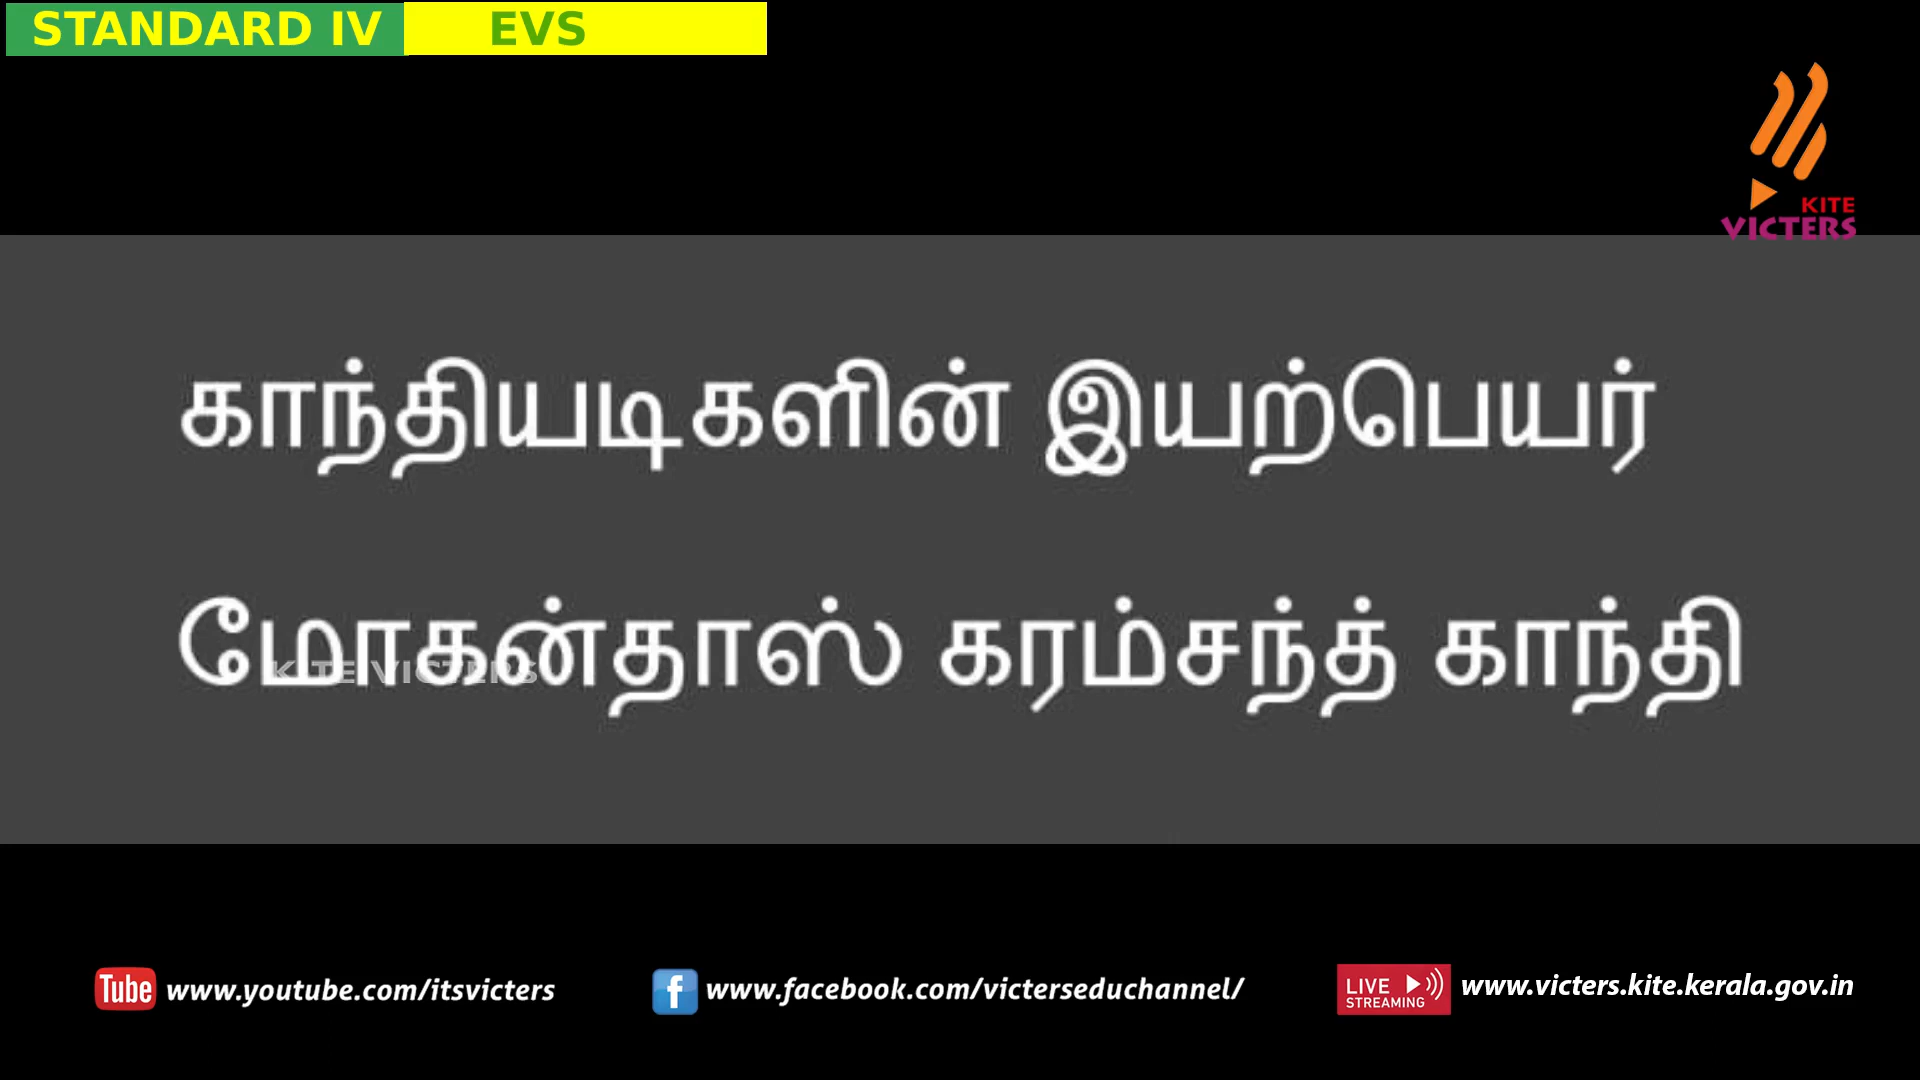 STANDARD IV EVS
KITE
VICTERS
காந்தியடிகளின் இயற்பெயர்
மோகன்தாஸ் கரம்சந்த் காந்தி
KITE VICTERS
Tube www.youtube.com/itsvicters
f www.facebook.com/victerseduchannel/
LIVE STREAMING www.victers.kite.kerala.gov.in